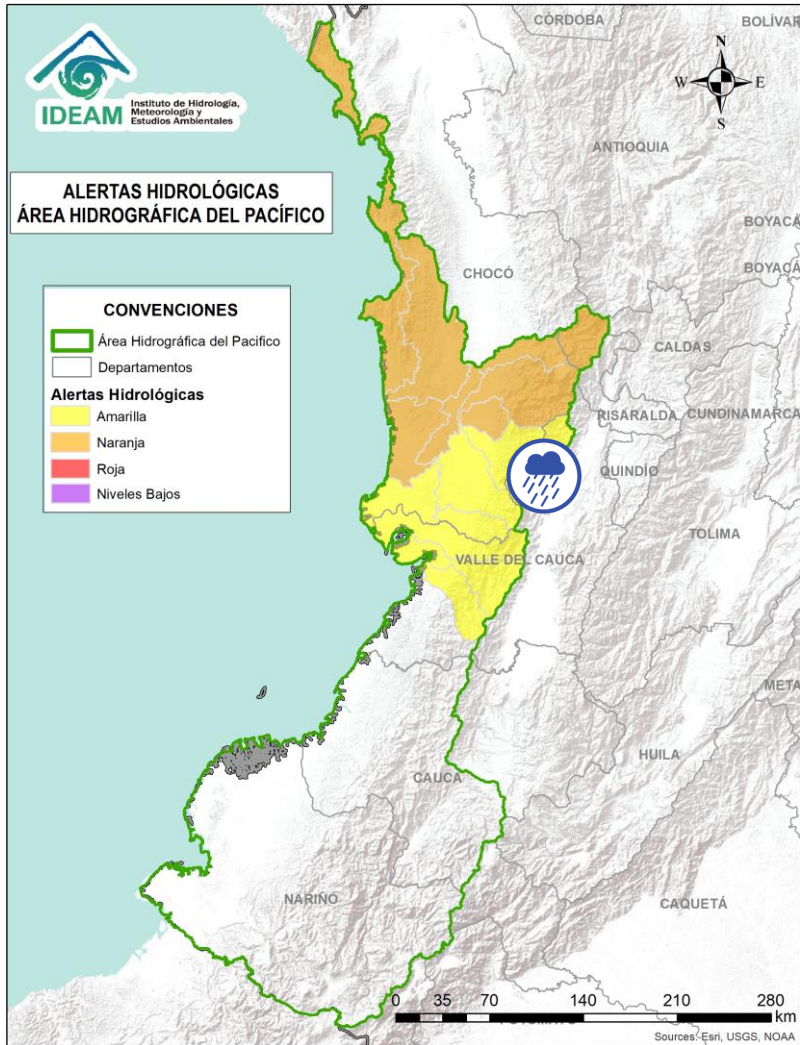 CÓRDOBA
BOLÍVAR
N
W
E
S
IDEAM
Instituto de Hidrología,
Meteorología y
Estudios Ambientales
ANTIOQUIA
ALERTAS HIDROLÓGICAS
ÁREA HIDROGRÁFICA DEL PACÍFICO
BOYACÁ
BOYACÁ
CHOCÓ
CONVENCIONES
Área Hidrográfica del Pacifico
Departamentos
Alertas Hidrológicas
Amarilla
Naranja
Roja
Niveles Bajos
CALDAS
RISARALDA
CUNDINAMARCA
QUINDÍO
TOLIMA
VALLE DEL CAUCA
META
HUILA
CAUCA
NARIÑO
CAQUETÁ
0 35 70 140 210 280
km
Sources: Esri, USGS, NOAA